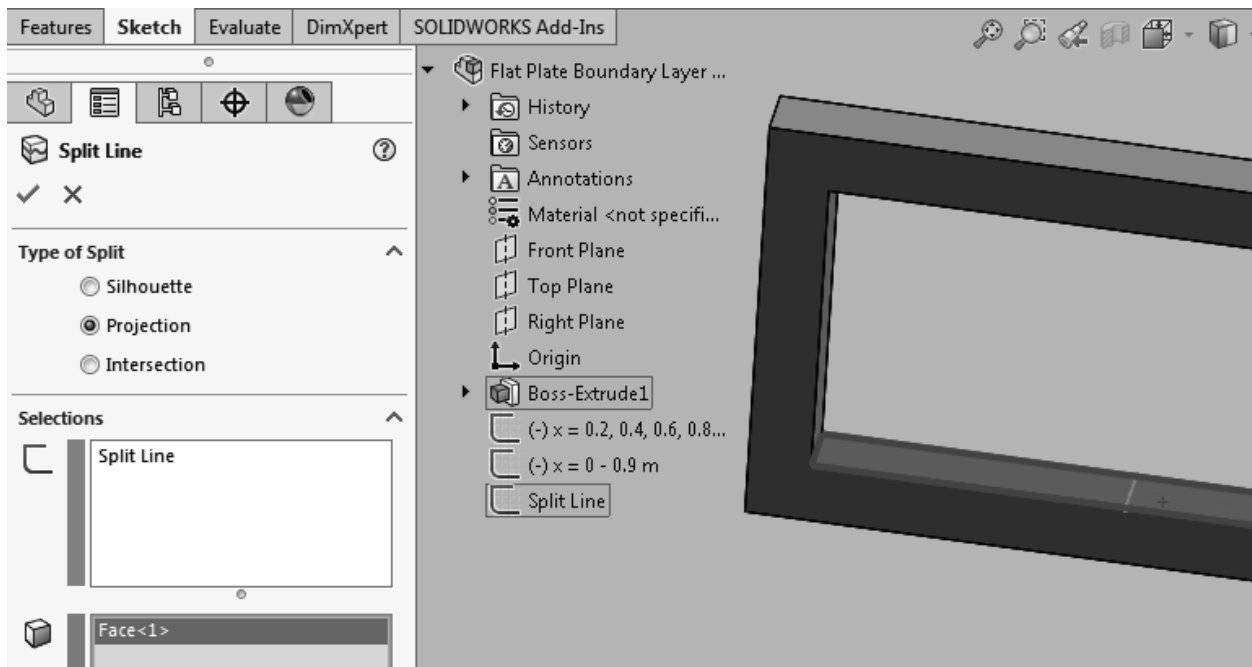 Features Sketch Evaluate DimXpert SOLIDWORKS Add-Ins
Split Line
Type of Split
Silhouette
Projection
Intersection
Selections
Split Line
Face<1>
Flat Plate Boundary Layer ...
History
Sensors
Annotations
Material <not specifi...
Front Plane
Top Plane
Right Plane
Origin
Boss-Extrude1
(-) x = 0.2, 0.4, 0.6, 0.8...
(-) x = 0 - 0.9 m
Split Line